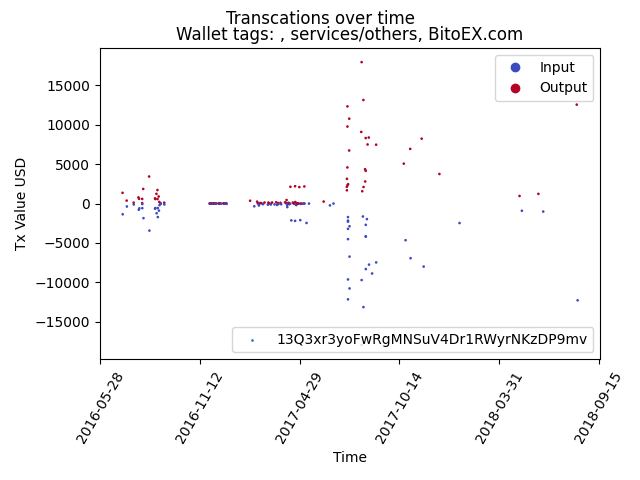 Transcations over time
Wallet tags: , services/others, BitoEX.com
Input
Output
15000
10000
5000
0
−5000
−10000
−15000
Tx Value USD
13Q3xr3yoFwRgMNSuV4Dr1RWyrNKzDP9mv
2016-05-28
2016-11-12
2017-04-29
2017-10-14
2018-03-31
2018-09-15
Time